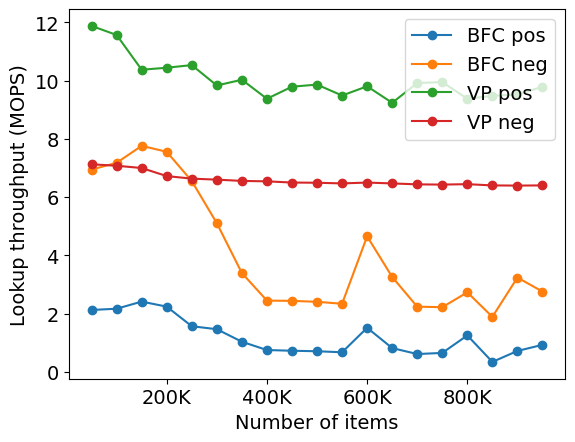 Lookup throughput (MOPS)
12
10
8
6
4
2
0
BFC pos
BFC neg
VP pos
VP neg
200K 400K 600K 800K
Number of items